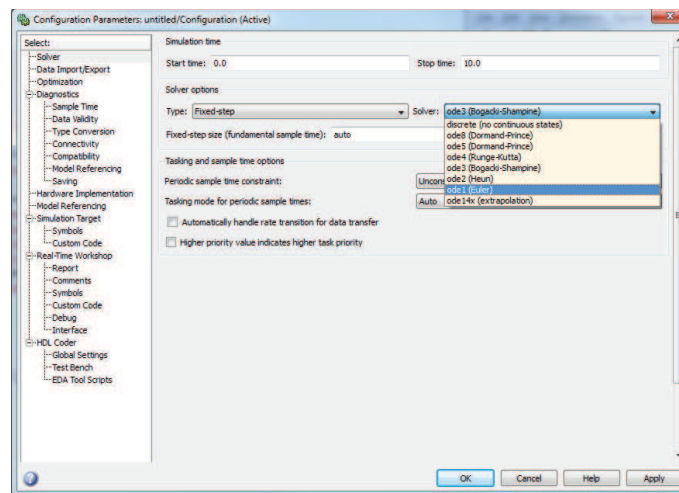 Configuration Parameters: untitled/Configuration (Active)
Select:
Solver
Data Import/Export
Optimization
Diagnostics
Sample Time
Data Validity
Type Conversion
Connectivity
Compatibility
Model Referencing
Saving
Hardware Implementation
Model Referencing
Simulation Target
Symbols
Custom Code
Real-Time Workshop
Report
Comments
Symbols
Custom Code
Debug
Interface
HDL Coder
Global Settings
Test Bench
EDA Tool Scripts
Simulation time
Start time: 0.0 Stop time: 10.0
Solver options
Type: Fixed-step Solver: ode3 (Bogacki-Shampine)
discrete (no continuous states)
ode8 (Dormand-Prince)
ode5 (Dormand-Prince)
ode4 (Runge-Kutta)
ode3 (Bogacki-Shampine)
ode2 (Heun)
ode1 (Euler)
ode14x (extrapolation)
Fixed-step size (fundamental sample time): auto
Tasking and sample time options
Periodic sample time constraint: Uncons
Tasking mode for periodic sample times: Auto
Automatically handle rate transition for data transfer
Higher priority value indicates higher task priority
OK Cancel Help Apply